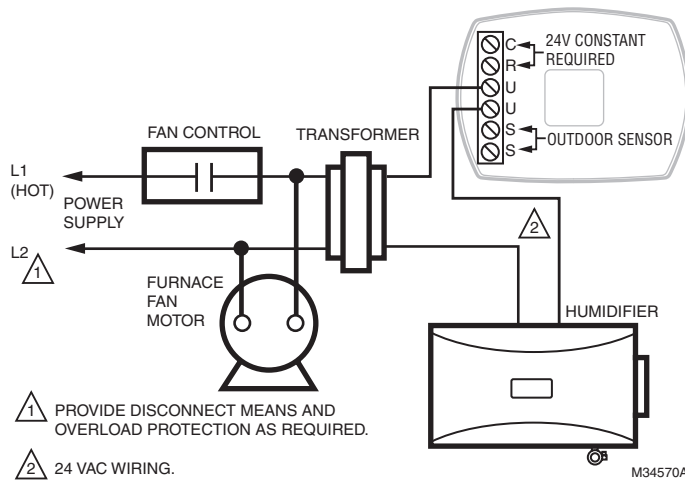 C
R
U
U
S
S
24V CONSTANT
REQUIRED
OUTDOOR SENSOR
FAN CONTROL
TRANSFORMER
L1
(HOT)
POWER
SUPPLY
L2
1
FURNACE
FAN
MOTOR
2
HUMIDIFIER
1 PROVIDE DISCONNECT MEANS AND
OVERLOAD PROTECTION AS REQUIRED.
2 24 VAC WIRING.
M34570A